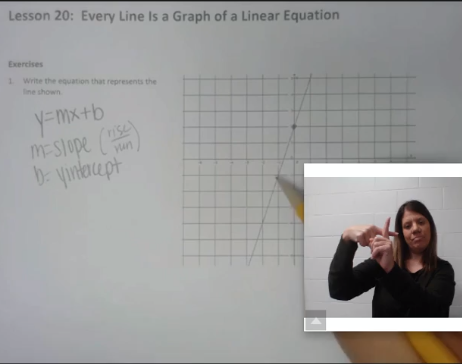 Lesson 20: Every Line Is a Graph of a Linear Equation
Exercises
1. Write the equation that represents the
line shown.
y=mx+b
m=slope (rise/run)
b= yintercept